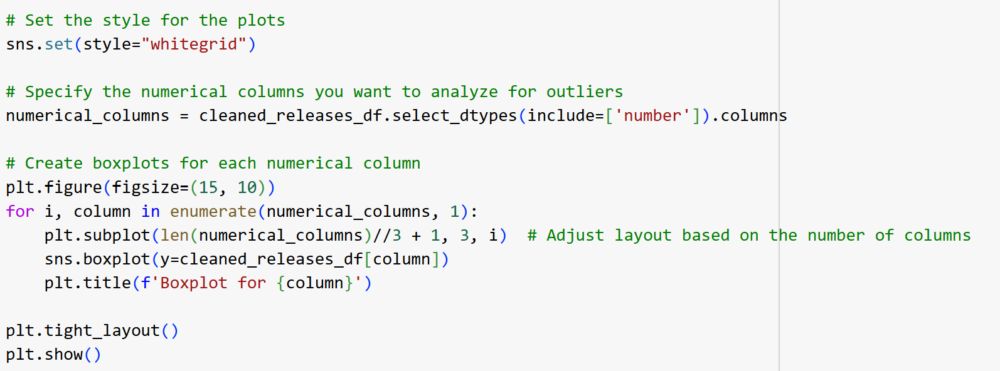 # Set the style for the plots
sns.set(style="whitegrid")
# Specify the numerical columns you want to analyze for outliers
numerical_columns = cleaned_releases_df.select_dtypes(include=['number']).columns
# Create boxplots for each numerical column
plt.figure(figsize=(15, 10))
for i, column in enumerate(numerical_columns, 1):
    plt.subplot(len(numerical_columns)//3 + 1, 3, i)  # Adjust layout based on the number of columns
    sns.boxplot(y=cleaned_releases_df[column])
    plt.title(f'Boxplot for {column}')
plt.tight_layout()
plt.show()